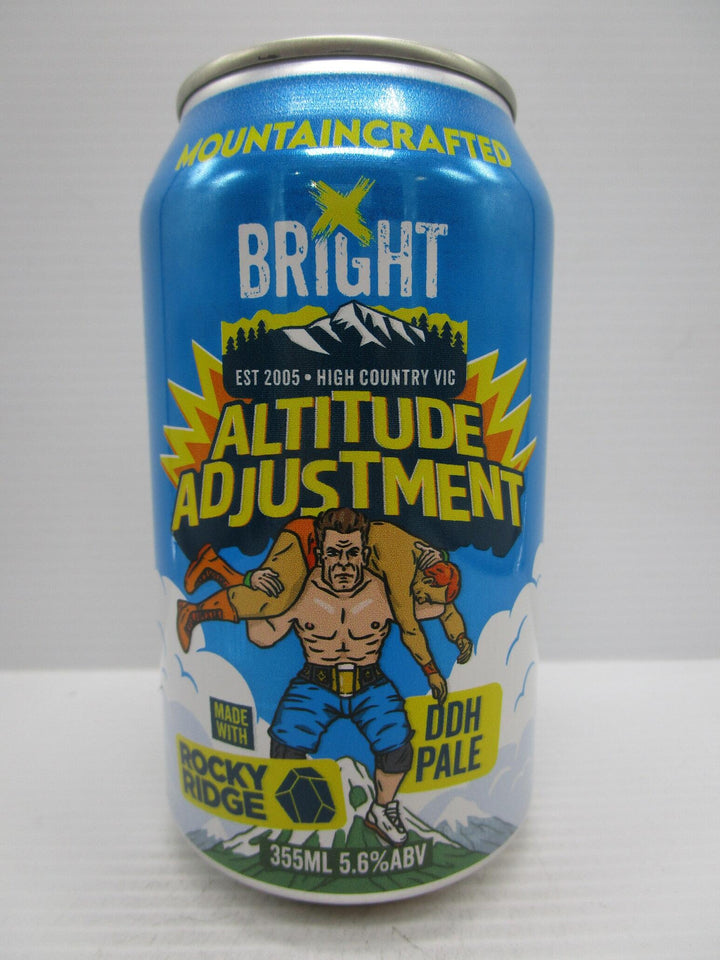 MOUNTAINCRAFTED
BRIGHT
EST 2005 • HIGH COUNTRY VIC
ALTITUDE
ADJUSTMENT
MADE
WITH
ROCKY
RIDGE
DDH
PALE
355ML 5.6%ABV